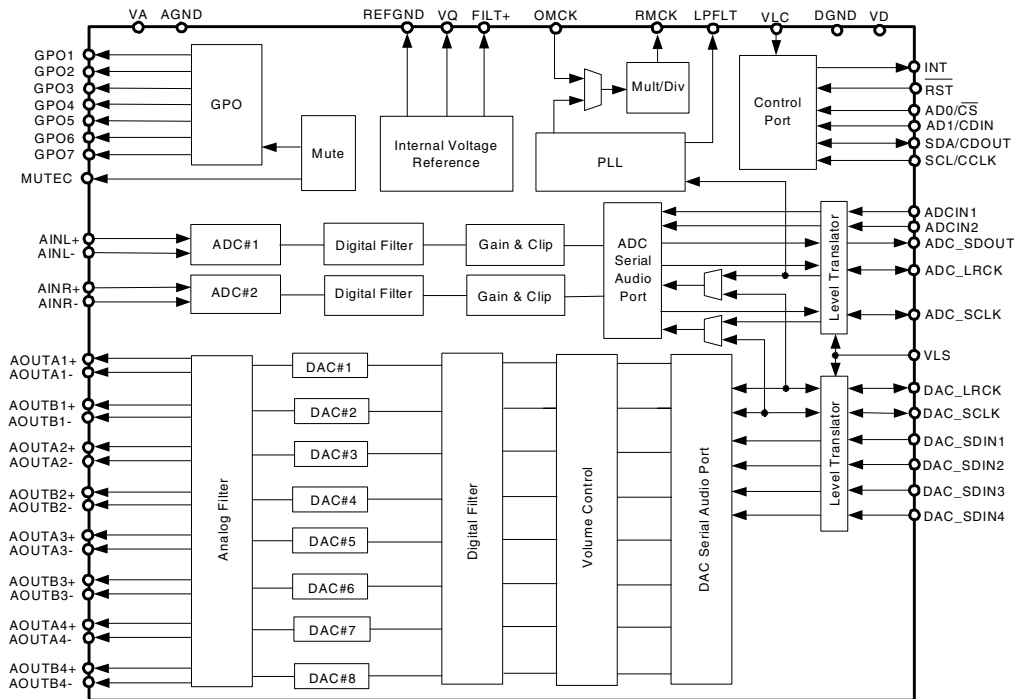 VA
AGND
REFGND
VQ
FILT+
OMCK
RMCK
LPFLT
VLC
DGND
VD
GPO1
GPO2
GPO3
GPO4
GPO5
GPO6
GPO7
MUTEC
GPO
Mute
Internal Voltage
Reference
Mult/Div
PLL
Control
Port
INT
RST
AD0/CS
AD1/CDIN
SDA/CDOUT
SCL/CCLK
AINL+
AINL-
AINR+
AINR-
ADC#1
Digital Filter
Gain & Clip
ADC#2
Digital Filter
Gain & Clip
ADC
Serial
Audio
Port
Level Translator
ADCIN1
ADCIN2
ADC_SDOUT
ADC_LRCK
ADC_SCLK
VLS
AOUTA1+
AOUTA1-
AOUTB1+
AOUTB1-
AOUTA2+
AOUTA2-
AOUTB2+
AOUTB2-
AOUTA3+
AOUTA3-
AOUTB3+
AOUTB3-
AOUTA4+
AOUTA4-
AOUTB4+
AOUTB4-
Analog Filter
DAC#1
DAC#2
DAC#3
DAC#4
DAC#5
DAC#6
DAC#7
DAC#8
Digital Filter
Volume Control
DAC Serial Audio Port
Level Translator
DAC_LRCK
DAC_SCLK
DAC_SDIN1
DAC_SDIN2
DAC_SDIN3
DAC_SDIN4